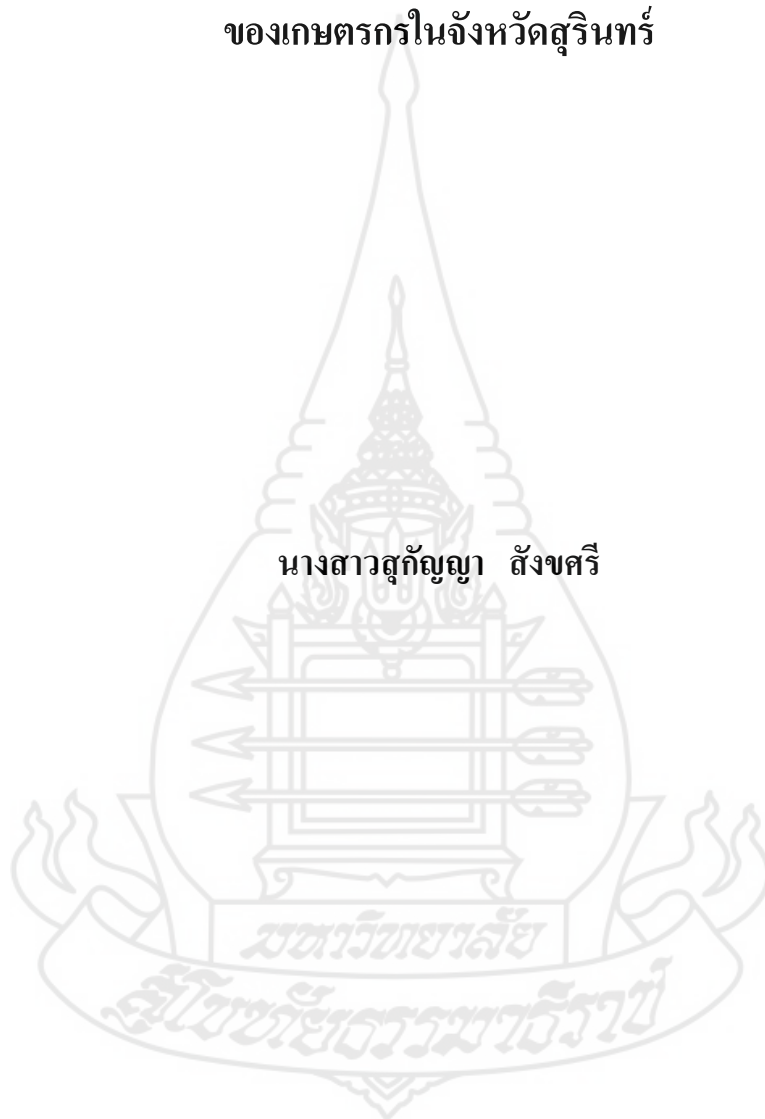 ของเกษตรกรในจังหวัดสุรินทร์
นางสาวสุกัญญา สังขศรี
มหาวิทยาลัย
สุโขทัยธรรมาธิราช